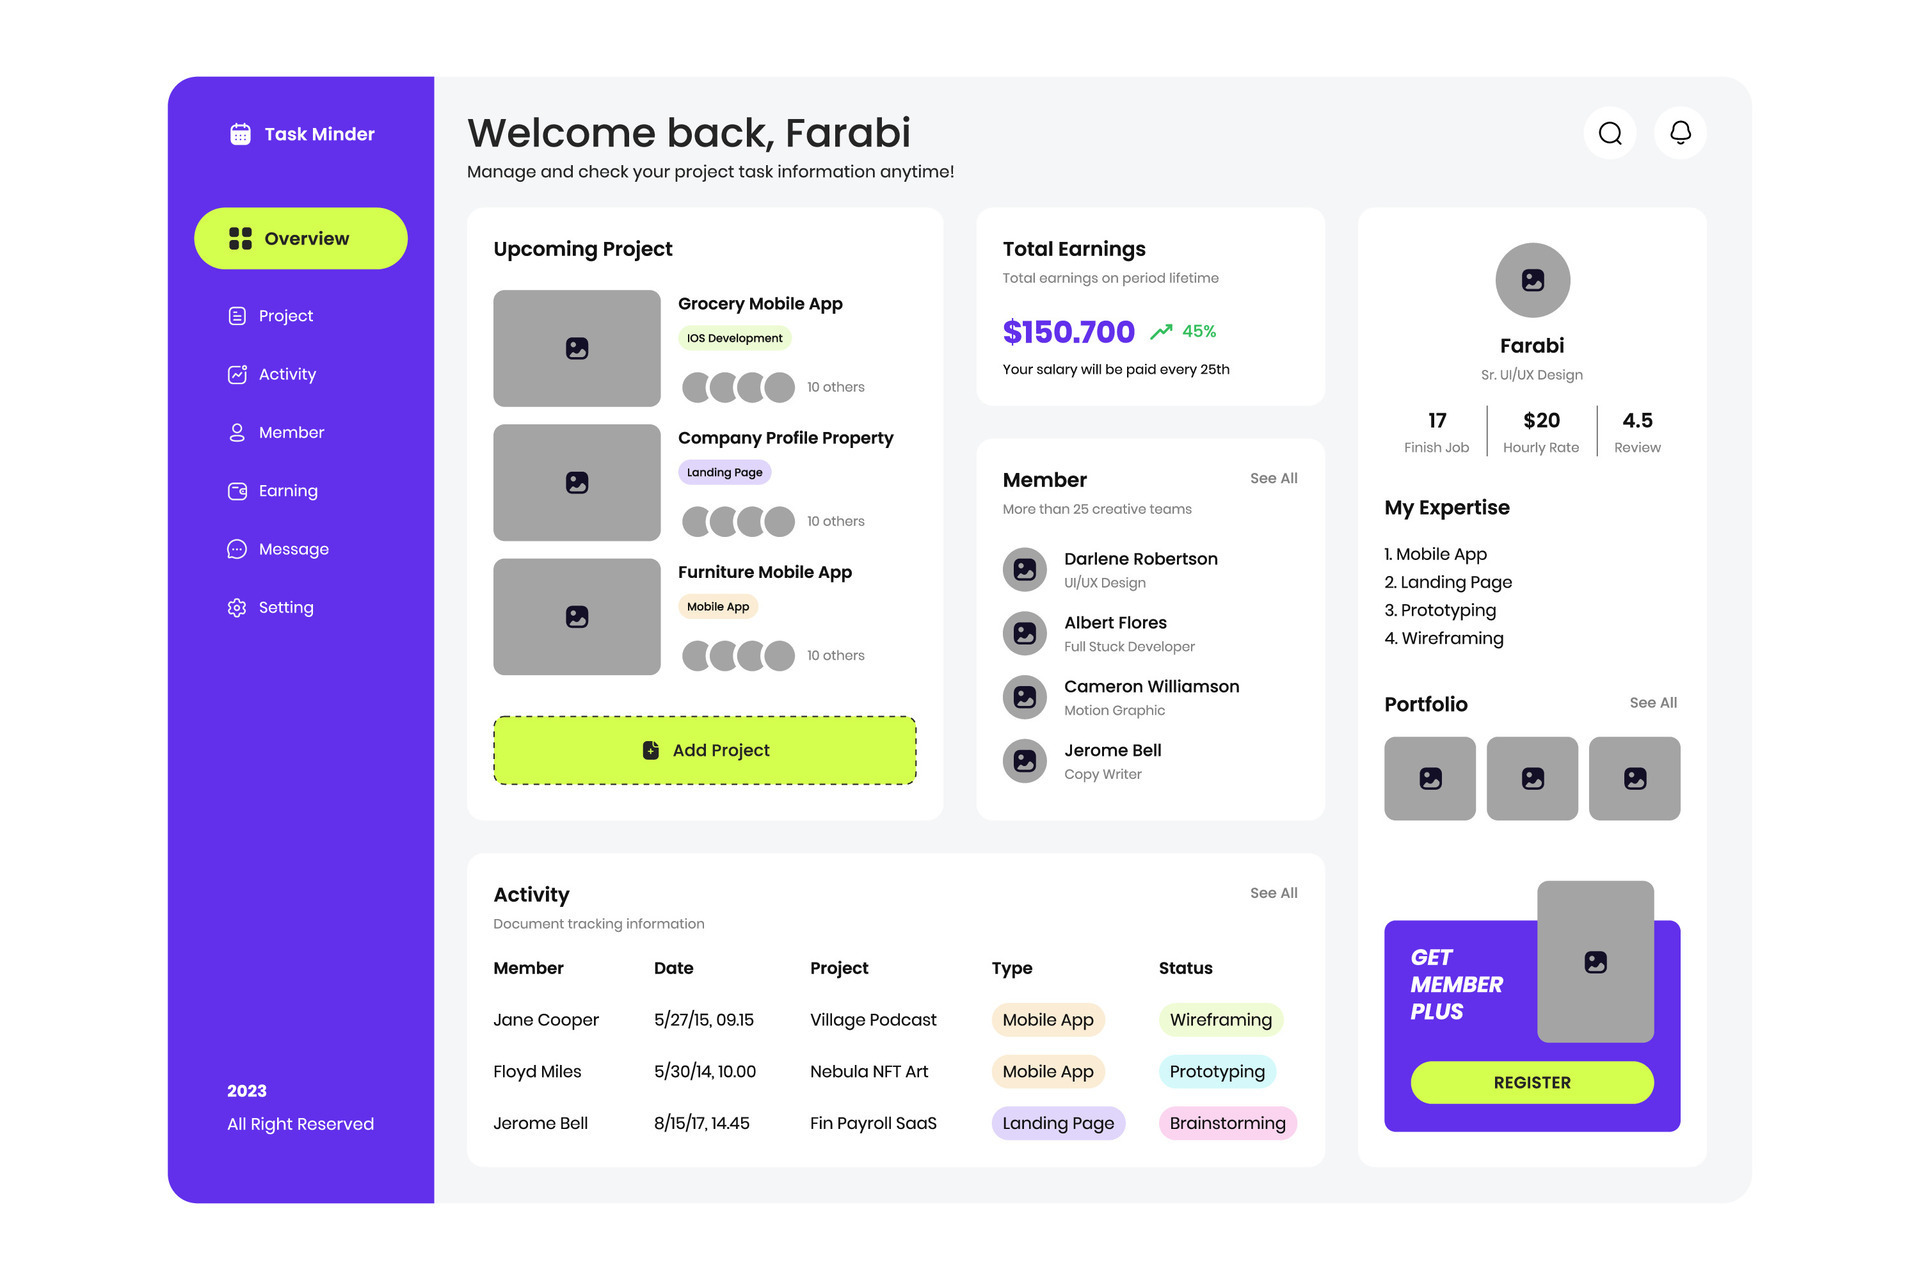 Task Minder
Overview
Project
Activity
Member
Earning
Message
Setting
2023
All Right Reserved
Welcome back, Farabi
Manage and check your project task information anytime!
Upcoming Project
Grocery Mobile App
IOS Development
10 others
Company Profile Property
Landing Page
10 others
Furniture Mobile App
Mobile App
10 others
Add Project
Total Earnings
Total earnings on period lifetime
$150.700 45%
Your salary will be paid every 25th
Member See All
More than 25 creative teams
Darlene Robertson
UI/UX Design
Albert Flores
Full Stuck Developer
Cameron Williamson
Motion Graphic
Jerome Bell
Copy Writer
Activity See All
Document tracking information
Member Date Project Type Status
Jane Cooper 5/27/15, 09.15 Village Podcast Mobile App Wireframing
Floyd Miles 5/30/14, 10.00 Nebula NFT Art Mobile App Prototyping
Jerome Bell 8/15/17, 14.45 Fin Payroll SaaS Landing Page Brainstorming
Farabi
Sr. UI/UX Design
17 $20 4.5
Finish Job Hourly Rate Review
My Expertise
1. Mobile App
2. Landing Page
3. Prototyping
4. Wireframing
Portfolio See All
GET
MEMBER
PLUS
REGISTER